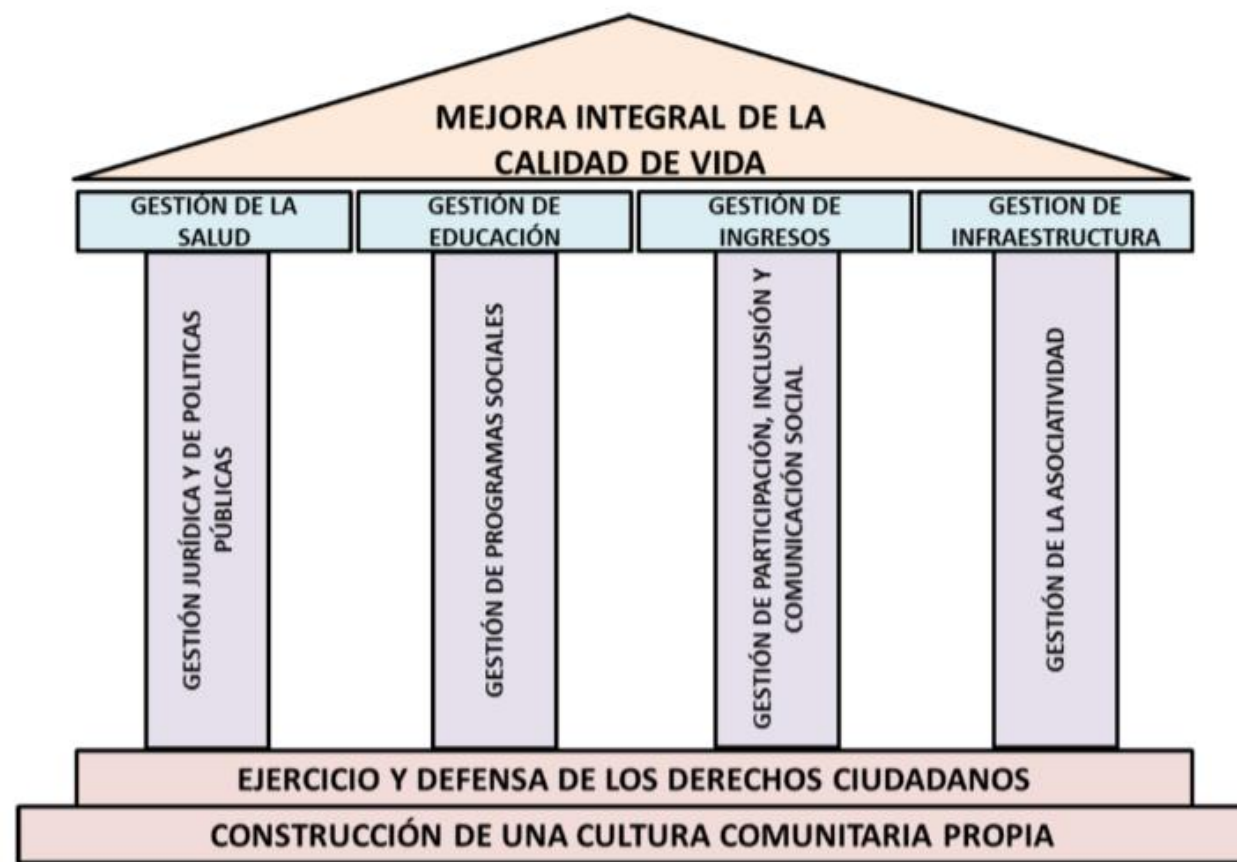 MEJORA INTEGRAL DE LA
CALIDAD DE VIDA
GESTIÓN DE LA
SALUD
GESTIÓN DE
EDUCACIÓN
GESTIÓN DE
INGRESOS
GESTION DE
INFRAESTRUCTURA
GESTIÓN JURÍDICA Y DE POLITICAS
PÚBLICAS
GESTIÓN DE PROGRAMAS SOCIALES
GESTIÓN DE PARTICIPACIÓN, INCLUSIÓN Y
COMUNICACIÓN SOCIAL
GESTIÓN DE LA ASOCIATIVIDAD
EJERCICIO Y DEFENSA DE LOS DERECHOS CIUDADANOS
CONSTRUCCIÓN DE UNA CULTURA COMUNITARIA PROPIA